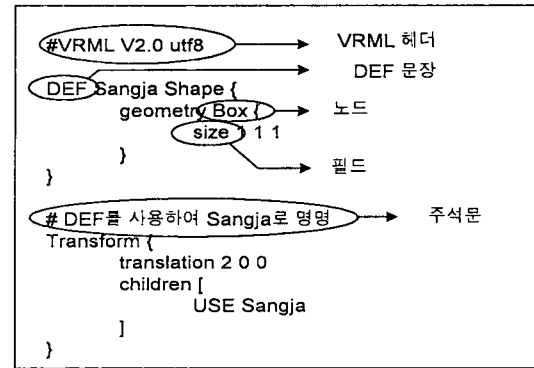 #VRML V2.0 utf8 VRML 헤더
DEF 문장
DEF Sangja Shape {
geometry Box { 노드
size 1 1 1
}
필드
}
# DEF를 사용하여 Sangja로 명명 주석문
Transform {
translation 2 0 0
children [
USE Sangja
]
}